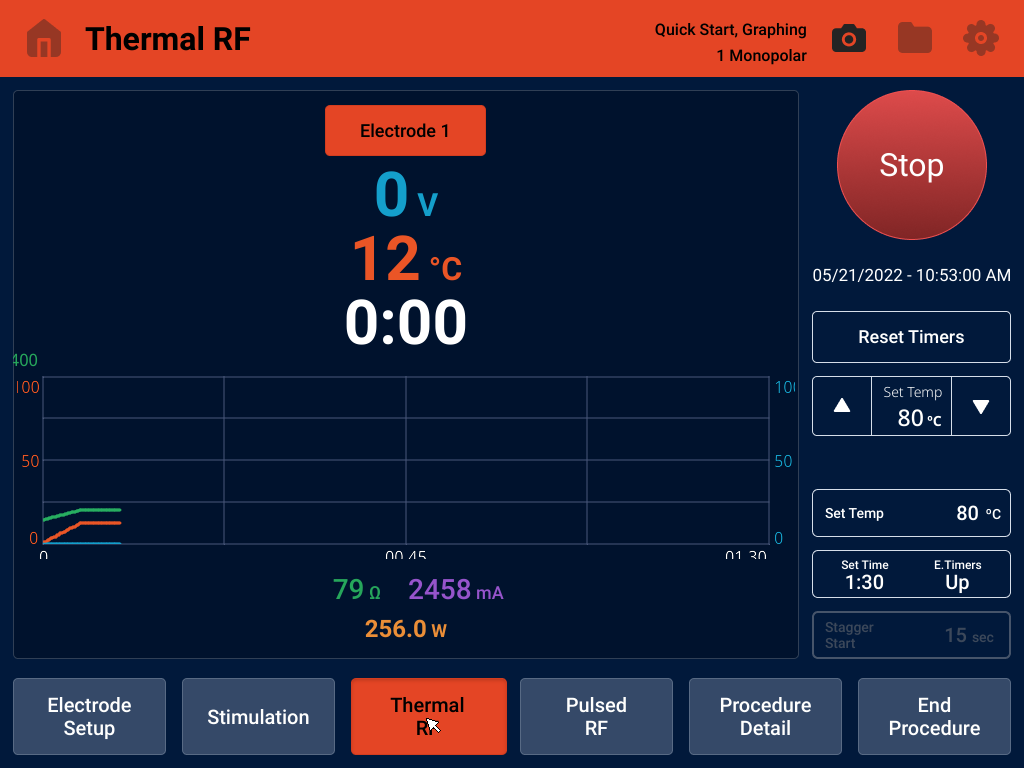 Thermal RF
Quick Start, Graphing
1 Monopolar
Electrode 1
0 V
12 °C
0:00
400
100
50
0
100
50
0
0
00.45
01.30
79 Ω 2458 mA
256.0 W
Stop
05/21/2022 - 10:53:00 AM
Reset Timers
Set Temp
80 °C
Set Temp 80 °C
Set Time E.Timers
1:30 Up
Stagger
Start
15 sec
Electrode
Setup
Stimulation
Thermal
RF
Pulsed
RF
Procedure
Detail
End
Procedure